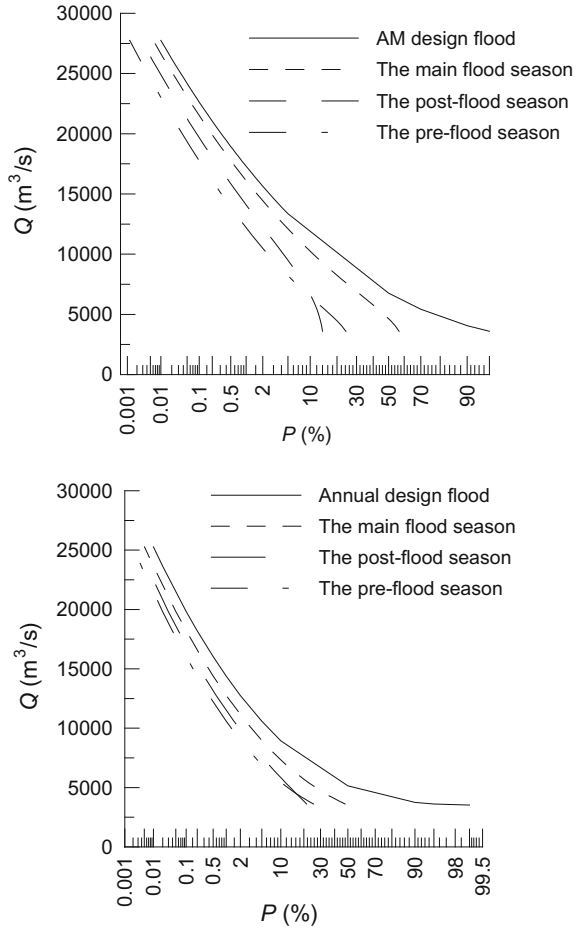 30000
25000
20000
15000
10000
5000
0
Q (m³/s)
AM design flood
The main flood season
The post-flood season
The pre-flood season
0.001 0.01 0.1 0.5 2 10 30 50 70 90
P (%)
30000
25000
20000
15000
10000
5000
0
Q (m³/s)
Annual design flood
The main flood season
The post-flood season
The pre-flood season
0.001 0.01 0.1 0.5 2 10 30 50 90 98 99.5
P (%)